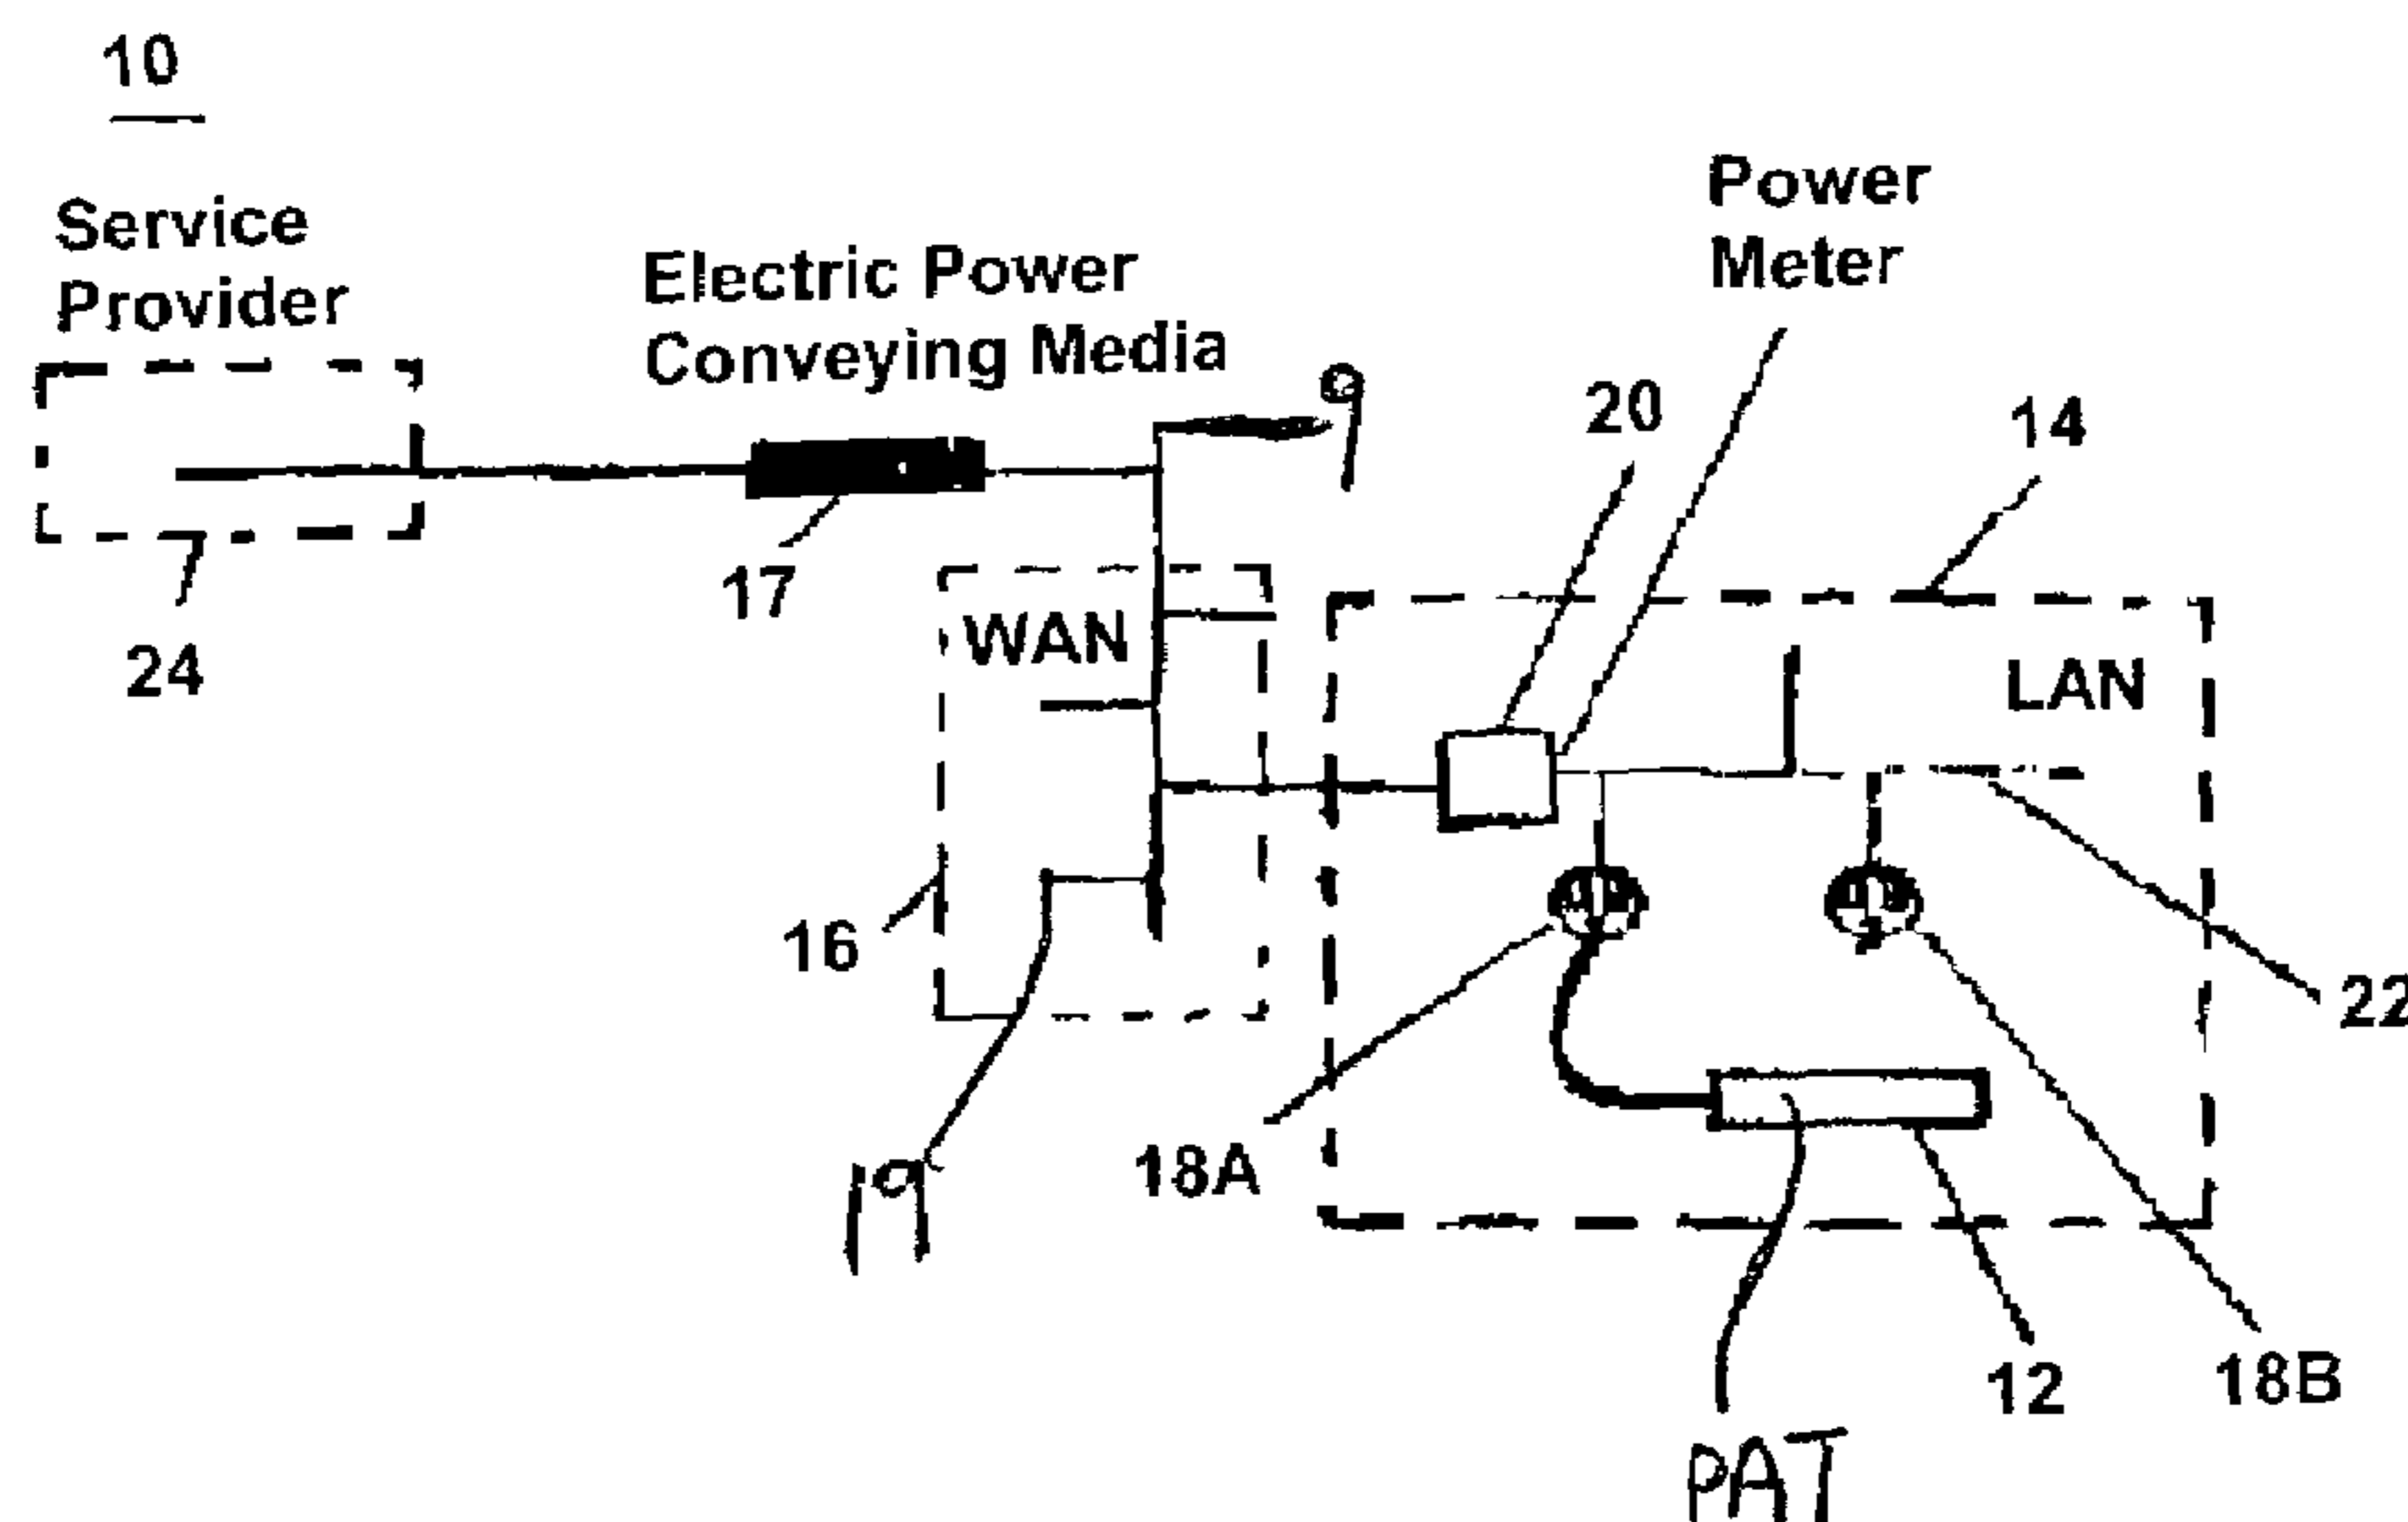 10
Service
Provider
Electric Power
Conveying Media
Power
Meter
9
20
14
17
WAN
LAN
24
16
22
18A
19
12
18B
PAT